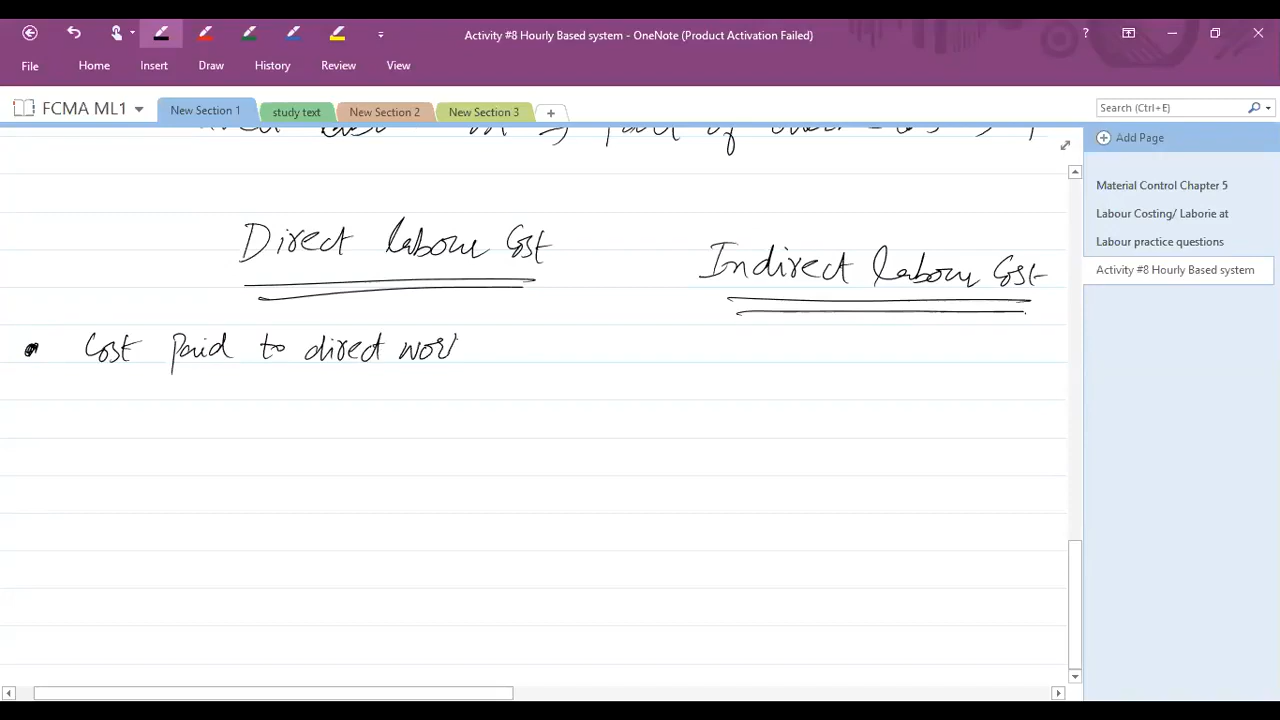 Activity #8 Hourly Based system - OneNote (Product Activation Failed)
?
File Home Insert Draw History Review View
FCMA ML1 New Section 1 study text New Section 2 New Section 3 +
Search (Ctrl+E)
Add Page
Material Control Chapter 5
Labour Costing/ Laborie at
Labour practice questions
Activity #8 Hourly Based system
part of
Direct labour Cost
Indirect labour Cost
Cost paid to direct wor